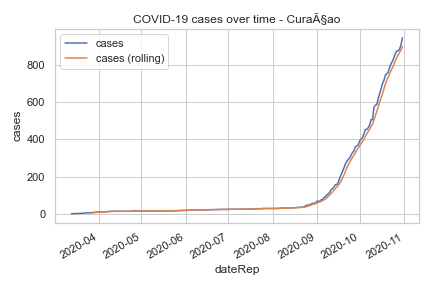 COVID-19 cases over time - CuraÃ§ao
cases
cases (rolling)
800
600
400
200
0
cases
2020-04
2020-05
2020-06
2020-07
2020-08
2020-09
2020-10
2020-11
dateRep